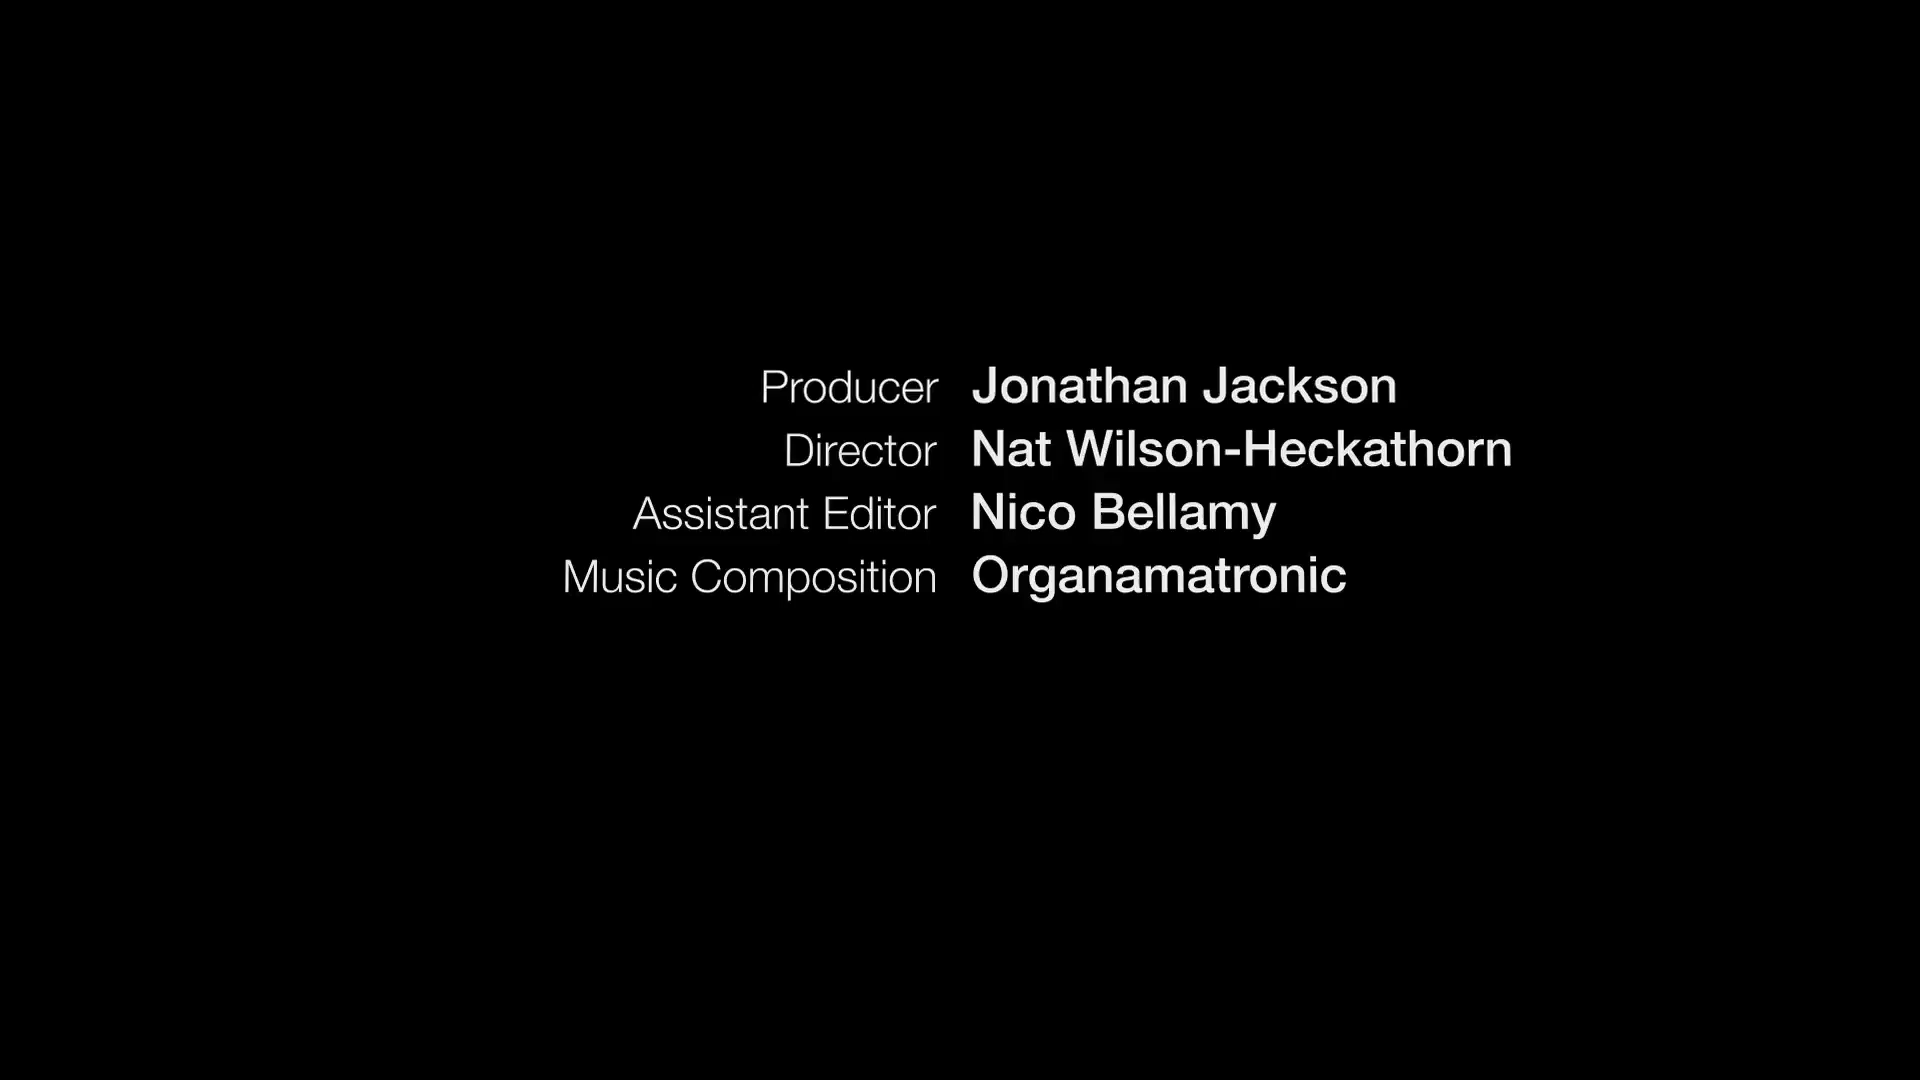 Producer Jonathan Jackson
Director Nat Wilson-Heckathorn
Assistant Editor Nico Bellamy
Music Composition Organamatronic